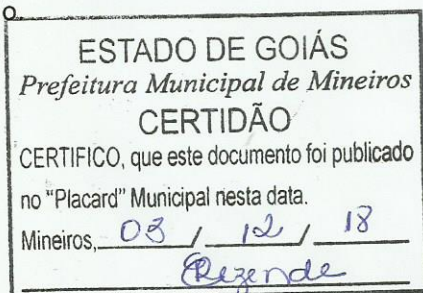 o
ESTADO DE GOIÁS
Prefeitura Municipal de Mineiros
CERTIDÃO
CERTIFICO, que este documento foi publicado
no "Placard" Municipal nesta data.
Mineiros, 03 / 12 / 18
Rezende